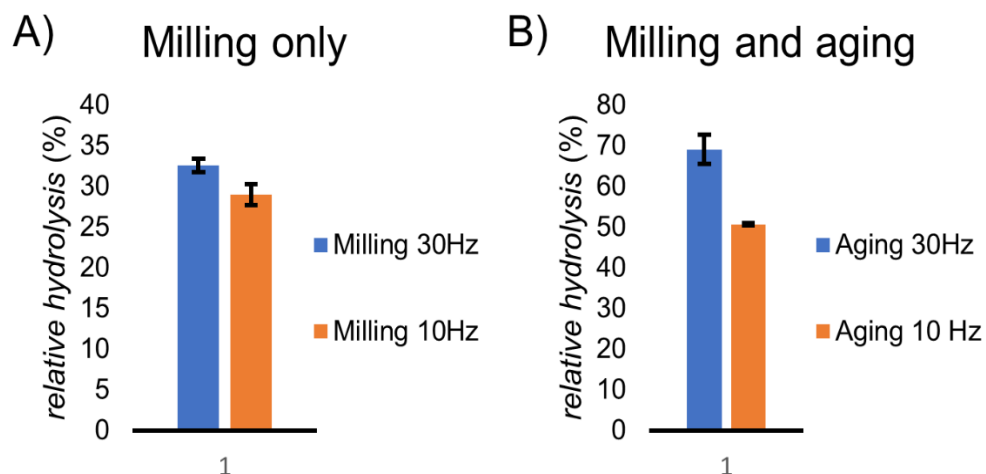 A) Milling only
relative hydrolysis (%)
40
35
30
25
20
15
10
5
0
1
Milling 30Hz
Milling 10Hz
B) Milling and aging
relative hydrolysis (%)
80
70
60
50
40
30
20
10
0
1
Aging 30Hz
Aging 10 Hz